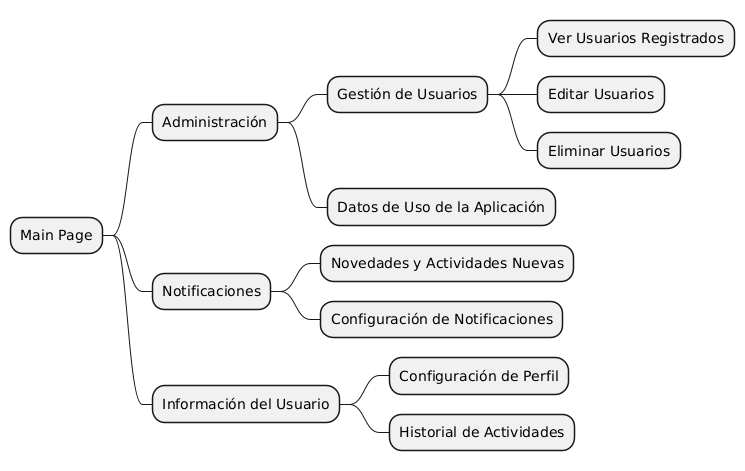 Main Page
Administración
Gestión de Usuarios
Ver Usuarios Registrados
Editar Usuarios
Eliminar Usuarios
Datos de Uso de la Aplicación
Notificaciones
Novedades y Actividades Nuevas
Configuración de Notificaciones
Información del Usuario
Configuración de Perfil
Historial de Actividades